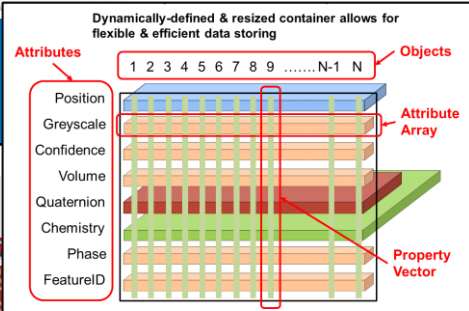 Dynamically-defined & resized container allows for
flexible & efficient data storing
Attributes
Objects
1 2 3 4 5 6 7 8 9 .......N-1 N
Position
Greyscale
Attribute
Array
Confidence
Volume
Quaternion
Chemistry
Phase
Property
Vector
FeatureID